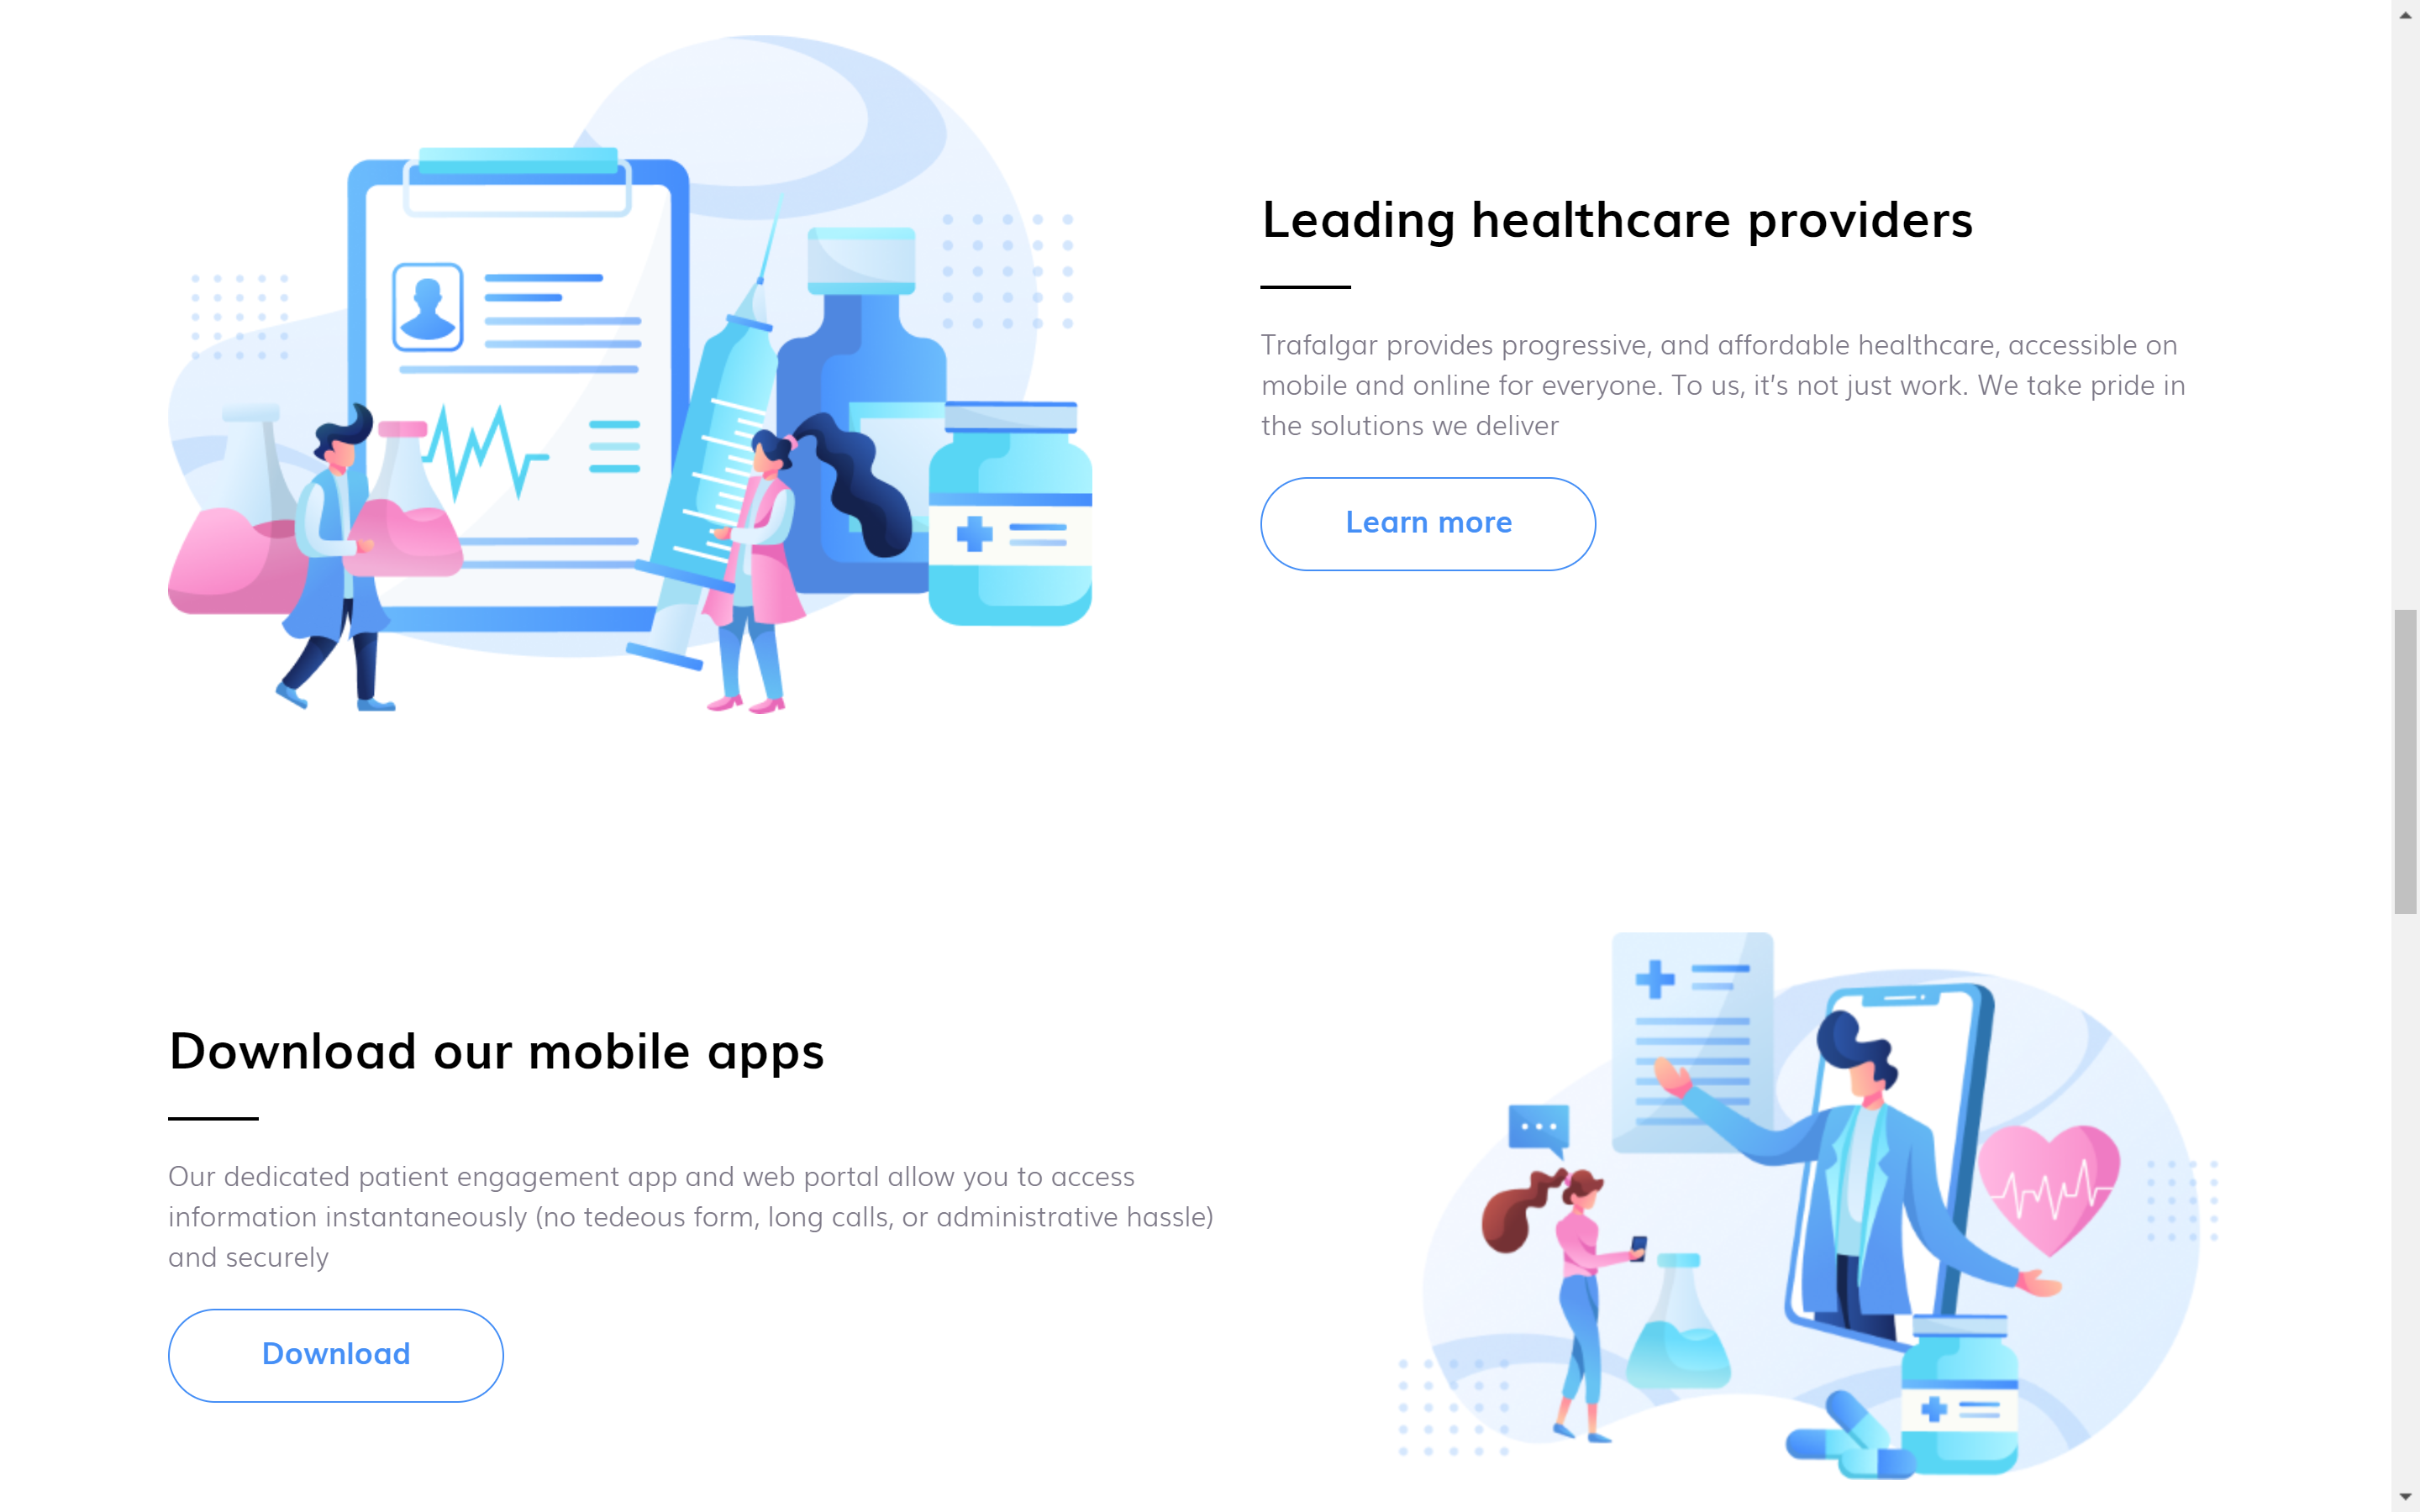 Leading healthcare providers
Trafalgar provides progressive, and affordable healthcare, accessible on
mobile and online for everyone. To us, it’s not just work. We take pride in
the solutions we deliver
Learn more
Download our mobile apps
Our dedicated patient engagement app and web portal allow you to access
information instantaneously (no tedeous form, long calls, or administrative hassle)
and securely
Download